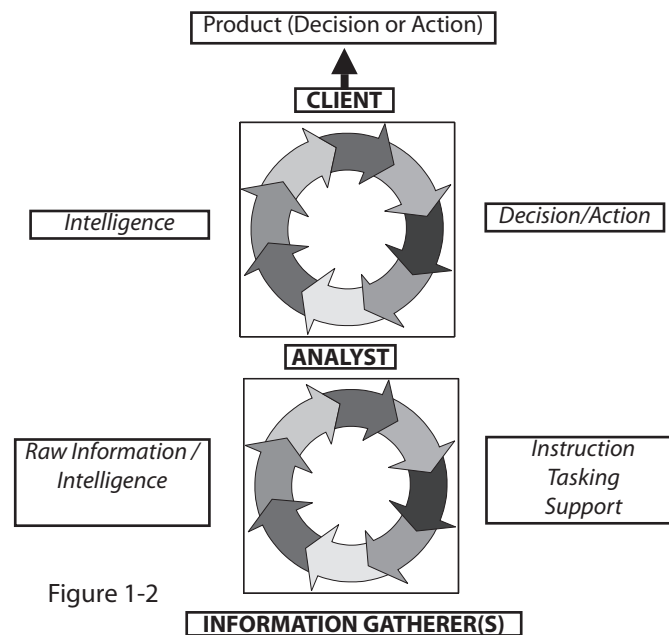 Product (Decision or Action)
CLIENT
Intelligence
Decision/Action
ANALYST
Raw Information /
Intelligence
Instruction
Tasking
Support
Figure 1-2
INFORMATION GATHERER(S)